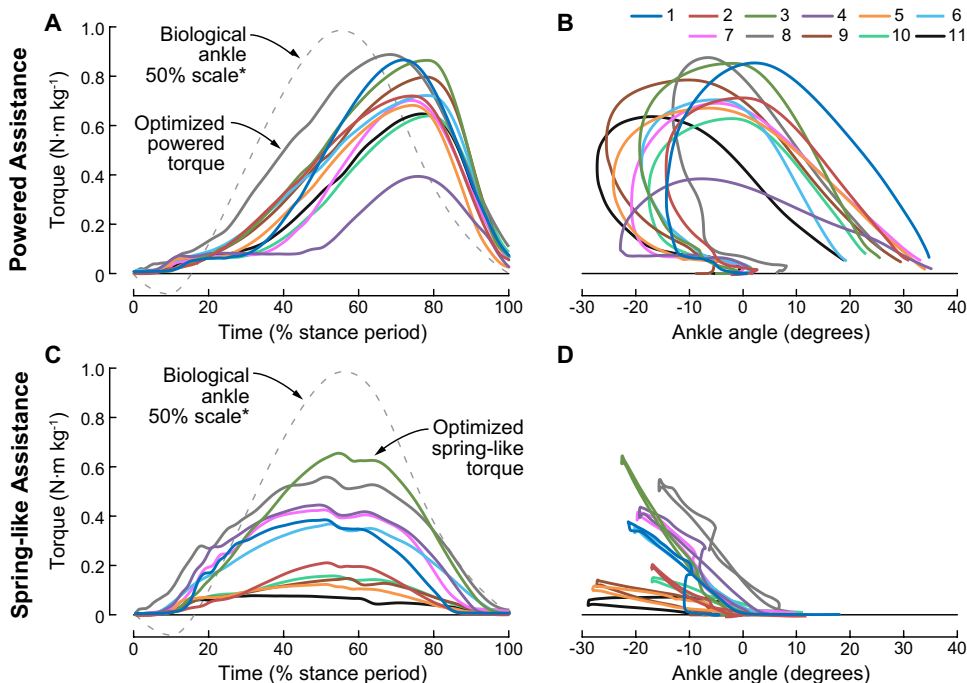 A
B
1 2 3 4 5 6
7 8 9 10 11
Powered Assistance
Torque (N·m kg⁻¹)
1.0
0.8
0.6
0.4
0.2
0
Biological
ankle
50% scale*
Optimized
powered
torque
0 20 40 60 80 100
Time (% stance period)
-30 -20 -10 0 10 20 30 40
Ankle angle (degrees)
C
D
Spring-like Assistance
Torque (N·m kg⁻¹)
1.0
0.8
0.6
0.4
0.2
0
Biological
ankle
50% scale*
Optimized
spring-like
torque
0 20 40 60 80 100
Time (% stance period)
-30 -20 -10 0 10 20 30 40
Ankle angle (degrees)